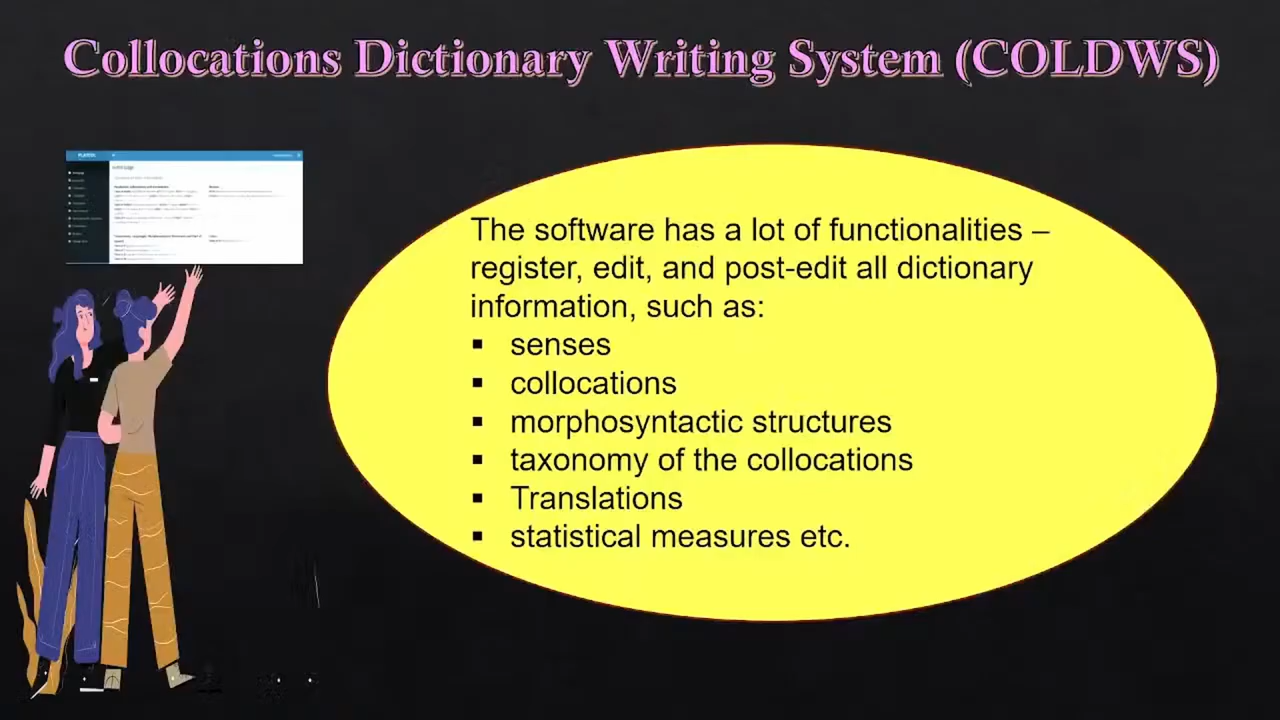 Collocations Dictionary Writing System (COLDWS)
The software has a lot of functionalities –
register, edit, and post-edit all dictionary
information, such as:
▪ senses
▪ collocations
▪ morphosyntactic structures
▪ taxonomy of the collocations
▪ Translations
▪ statistical measures etc.